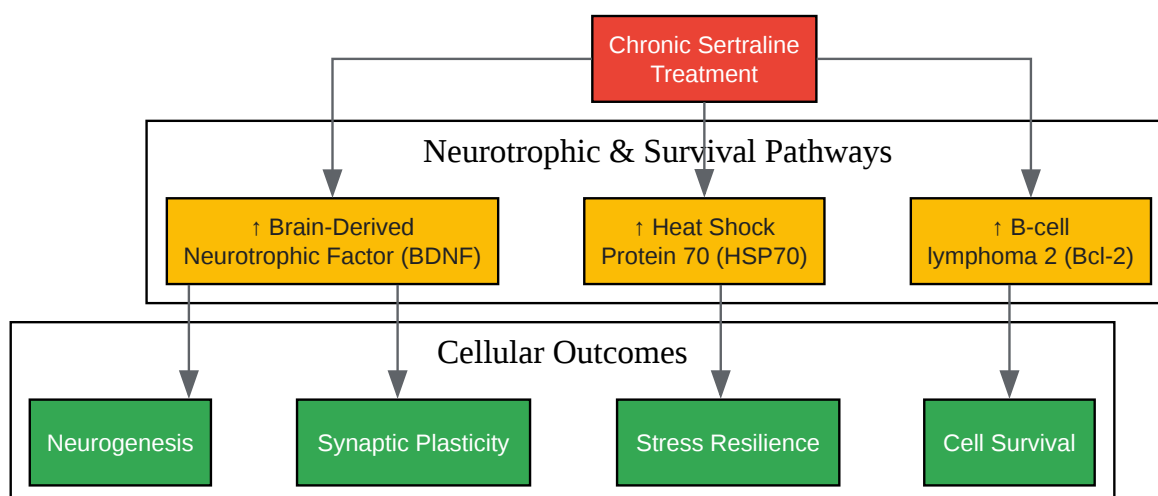 Chronic Sertraline
Treatment
Neurotrophic & Survival Pathways
↑ Brain-Derived
Neurotrophic Factor (BDNF)
↑ Heat Shock
Protein 70 (HSP70)
↑ B-cell
lymphoma 2 (Bcl-2)
Cellular Outcomes
Neurogenesis
Synaptic Plasticity
Stress Resilience
Cell Survival